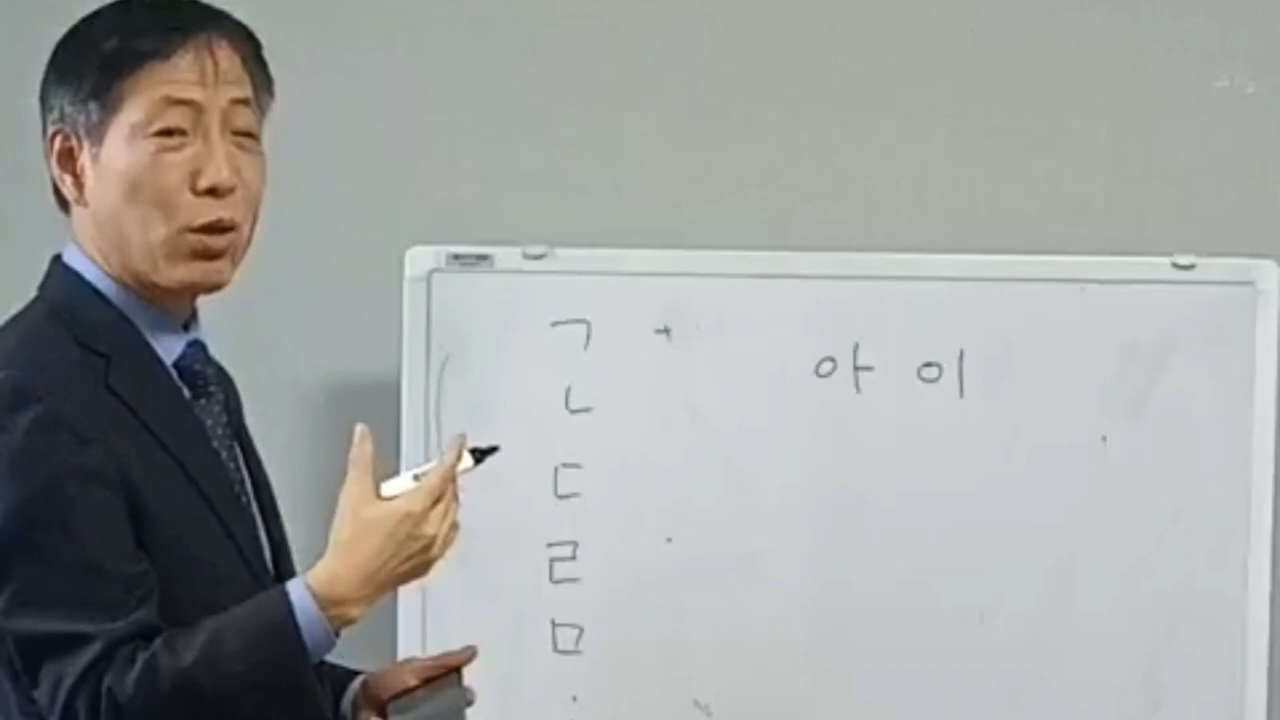 ㄱ + 아 이
ㄴ
ㄷ
ㄹ
ㅁ